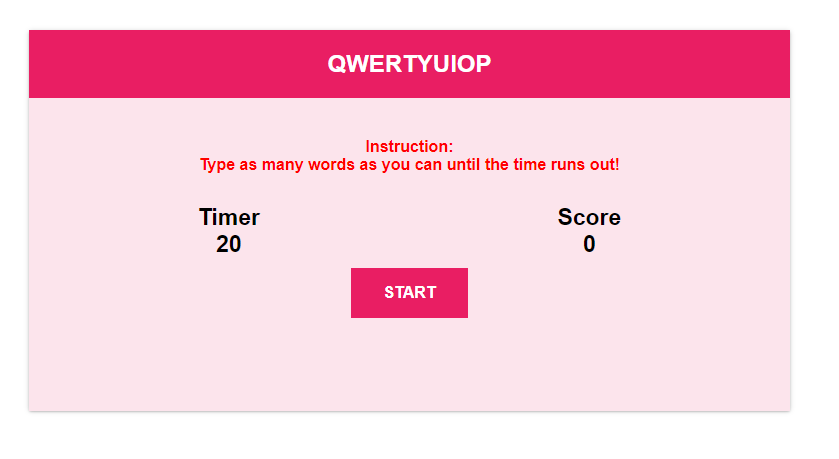 QWERTYUIOP
Instruction:
Type as many words as you can until the time runs out!
Timer
20
Score
0
START